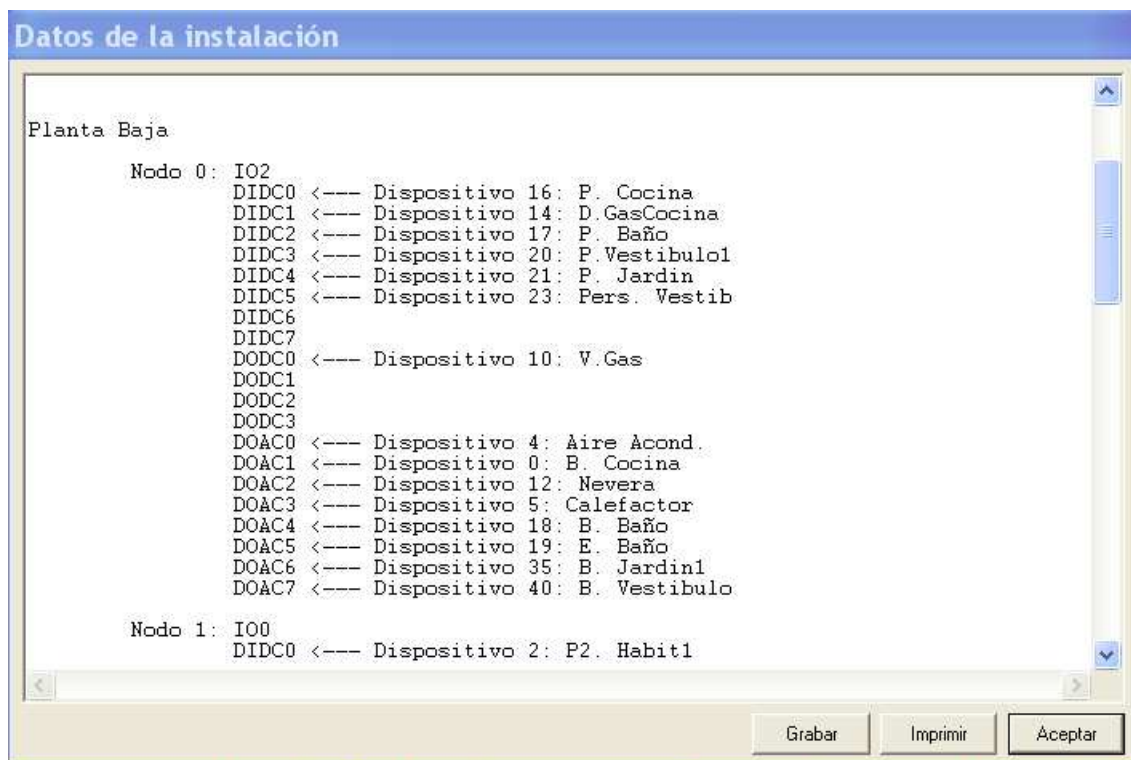 Datos de la instalación
Planta Baja
Nodo 0: IO2
DIDC0 <--- Dispositivo 16: P. Cocina
DIDC1 <--- Dispositivo 14: D.GasCocina
DIDC2 <--- Dispositivo 17: P. Baño
DIDC3 <--- Dispositivo 20: P.Vestibulo1
DIDC4 <--- Dispositivo 21: P. Jardin
DIDC5 <--- Dispositivo 23: Pers. Vestib
DIDC6
DIDC7
DODC0 <--- Dispositivo 10: V.Gas
DODC1
DODC2
DODC3
DOAC0 <--- Dispositivo 4: Aire Acond.
DOAC1 <--- Dispositivo 0: B. Cocina
DOAC2 <--- Dispositivo 12: Nevera
DOAC3 <--- Dispositivo 5: Calefactor
DOAC4 <--- Dispositivo 18: B. Baño
DOAC5 <--- Dispositivo 19: E. Baño
DOAC6 <--- Dispositivo 35: B. Jardin1
DOAC7 <--- Dispositivo 40: B. Vestibulo
Nodo 1: IO0
DIDC0 <--- Dispositivo 2: P2. Habit1
Grabar Imprimir Aceptar